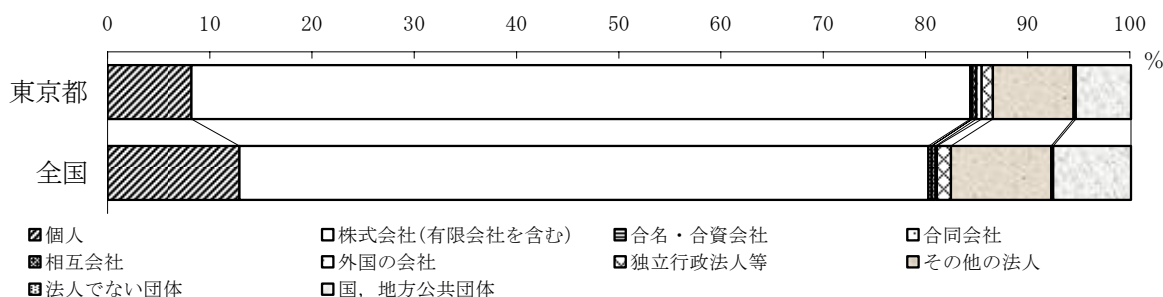 0 10 20 30 40 50 60 70 80 90 100
%
東京都
全国
個人 株式会社(有限会社を含む) 合名・合資会社 合同会社
相互会社 外国の会社 独立行政法人等 その他の法人
法人でない団体 国，地方公共団体